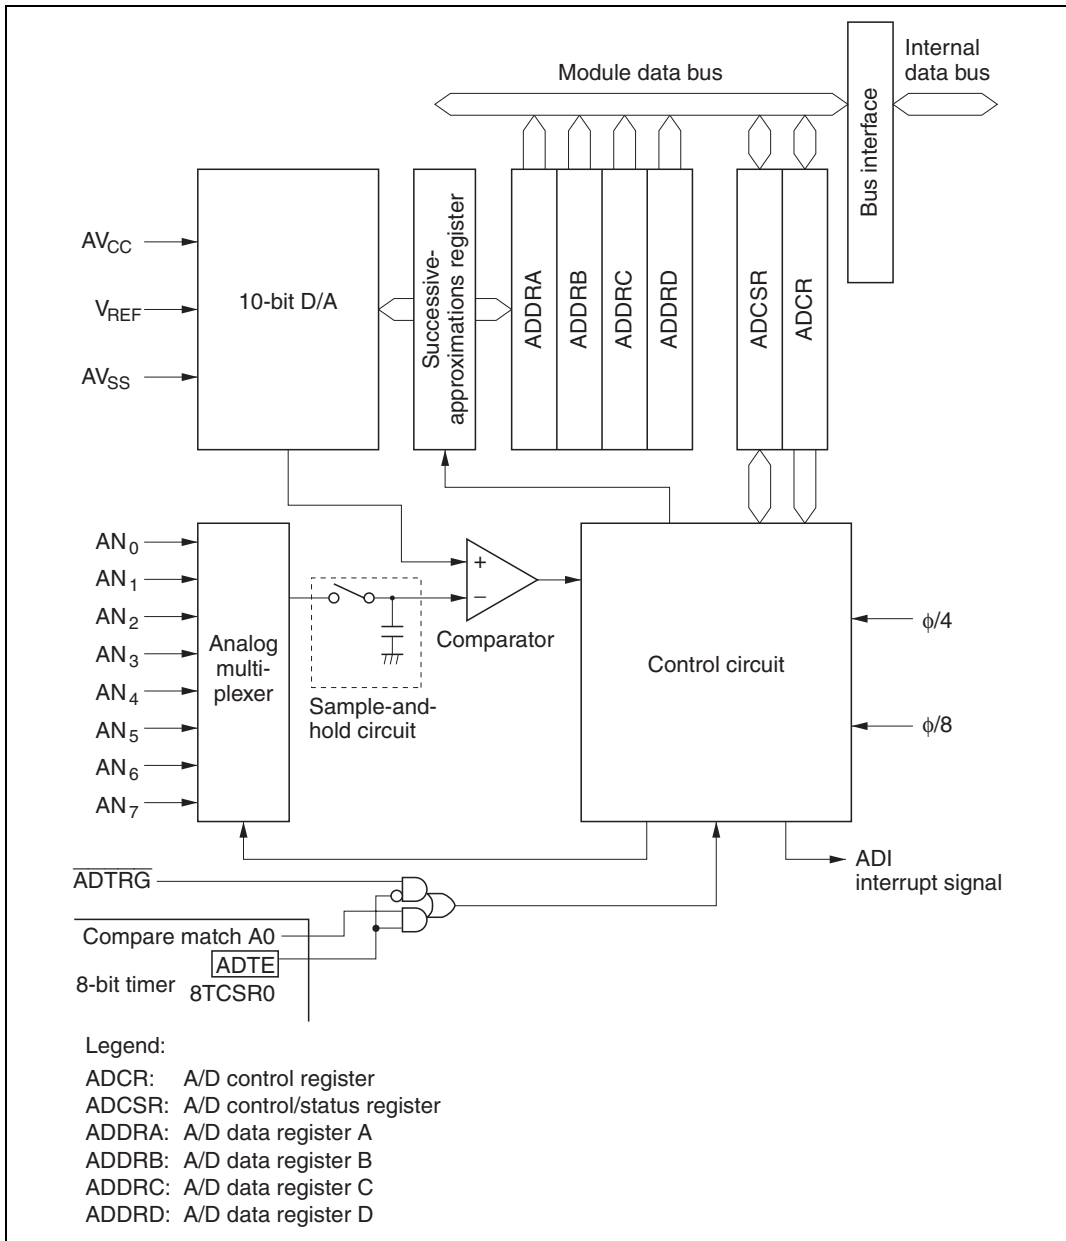 Internal
data bus
Module data bus
Bus interface
AVCC
VREF
AVSS
10-bit D/A
Successive-
approximations register
ADDRA
ADDRB
ADDRC
ADDRD
ADCSR
ADCR
AN0
AN1
AN2
AN3
AN4
AN5
AN6
AN7
Analog
multi-
plexer
+
−
Comparator
Sample-and-
hold circuit
Control circuit
ϕ/4
ϕ/8
ADI
interrupt signal
ADTRG
Compare match A0
ADTE
8-bit timer
8TCSR0
Legend:
ADCR: A/D control register
ADCSR: A/D control/status register
ADDRA: A/D data register A
ADDRB: A/D data register B
ADDRC: A/D data register C
ADDRD: A/D data register D